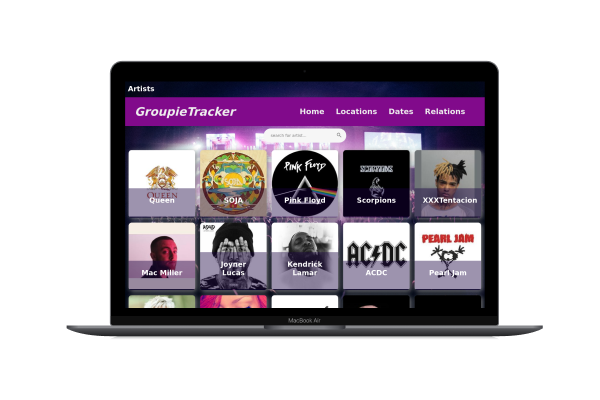 Artists
GroupieTracker
Home Locations Dates Relations
search for artist...
QUEEN
Queen
SOJA
SOJA
PINK FLOYD
Pink Floyd
SCORPIONS
Scorpions
XXXTentacion
Mac Miller
Joyner
Lucas
Kendrick
Lamar
AC DC
ACDC
PEARL JAM
Pearl Jam
MacBook Air